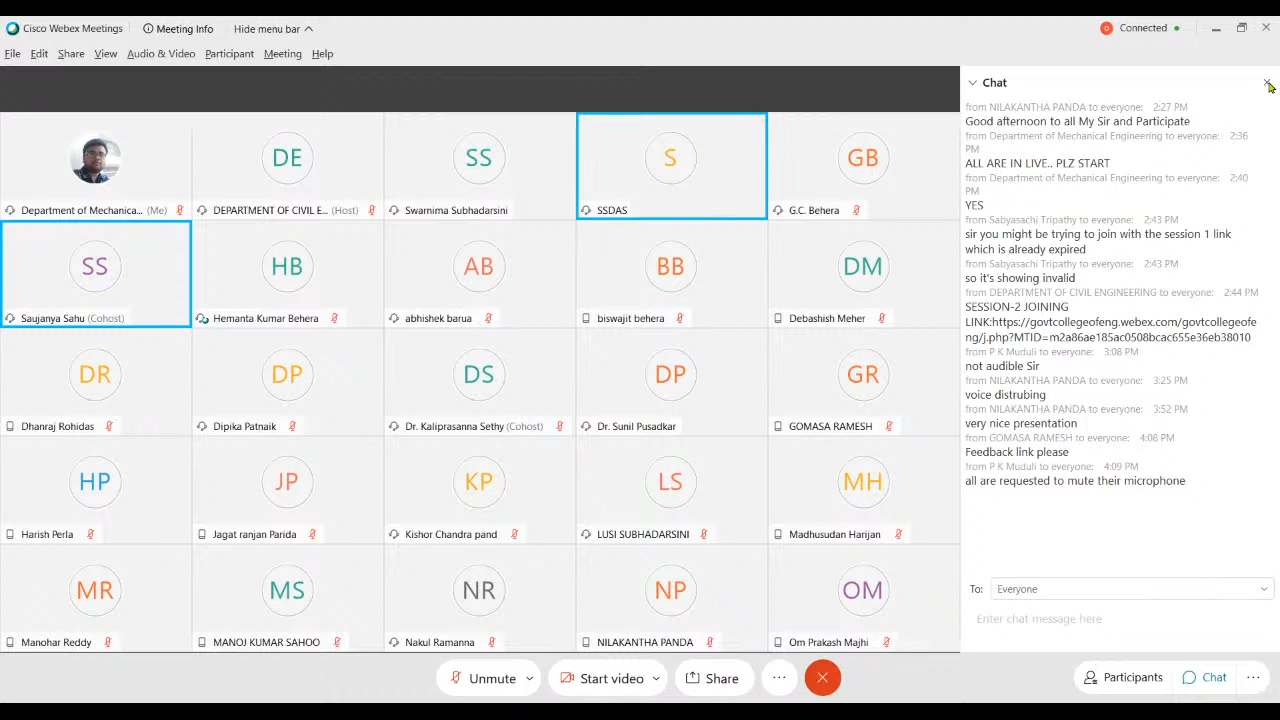 Cisco Webex Meetings
Meeting Info
Hide menu bar
Connected
File Edit Share View Audio & Video Participant Meeting Help
Chat
from NILAKANTHA PANDA to everyone: 2:27 PM
Good afternoon to all My Sir and Participate
from Department of Mechanical Engineering to everyone: 2:36
PM
ALL ARE IN LIVE.. PLZ START
from Department of Mechanical Engineering to everyone: 2:40
PM
YES
from Sabyasachi Tripathy to everyone: 2:43 PM
sir you might be trying to join with the session 1 link
which is already expired
from Sabyasachi Tripathy to everyone: 2:43 PM
so it's showing invalid
from DEPARTMENT OF CIVIL ENGINEERING to everyone: 2:44 PM
SESSION-2 JOINING
LINK:https://govtcollegeofeng.webex.com/govtcollegeofe
ng/j.php?MTID=m2a86ae185ac0508bcac655e36eb38010
from P K Muduli to everyone: 3:08 PM
not audible Sir
from NILAKANTHA PANDA to everyone: 3:25 PM
voice distrubing
from NILAKANTHA PANDA to everyone: 3:52 PM
very nice presentation
from GOMASA RAMESH to everyone: 4:08 PM
Feedback link please
from P K Muduli to everyone: 4:09 PM
all are requested to mute their microphone
To: Everyone
Enter chat message here
DE SS S GB
Department of Mechanica... (Me) DEPARTMENT OF CIVIL E... (Host) Swarnima Subhadarsini SSDAS G.C. Behera
SS HB AB BB DM
Saujanya Sahu (Cohost) Hemanta Kumar Behera abhishek barua biswajit behera Debashish Meher
DR DP DS DP GR
Dhanraj Rohidas Dipika Patnaik Dr. Kaliprasanna Sethy (Cohost) Dr. Sunil Pusadkar GOMASA RAMESH
HP JP KP LS MH
Harish Perla Jagat ranjan Parida Kishor Chandra pand LUSI SUBHADARSINI Madhusudan Harijan
MR MS NR NP OM
Manohar Reddy MANOJ KUMAR SAHOO Nakul Ramanna NILAKANTHA PANDA Om Prakash Majhi
Unmute Start video Share
Participants Chat